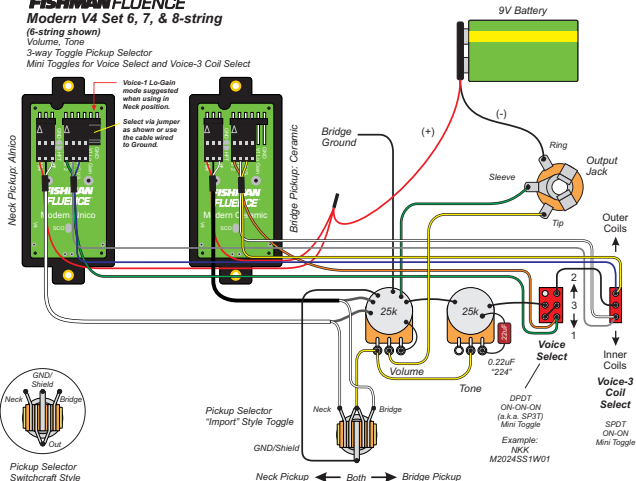 FISHMAN FLUENCE
Modern V4 Set 6, 7, & 8-string
(6-string shown)
Volume, Tone
3-way Toggle Pickup Selector
Mini Toggles for Voice Select and Voice-3 Coil Select
9V Battery
Voice-1 Lo-Gain
mode suggested
when using in
Neck position.
Select via jumper
as shown or use
the cable wired
to Ground.
Neck Pickup: Alnico
Bridge Pickup: Ceramic
FISHMAN
FLUENCE
Modern Alnico
FISHMAN
FLUENCE
Modern Ceramic
Bridge
Ground
(+)
(-)
Ring
Output
Jack
Sleeve
Tip
Outer
Coils
2
3
1
25k
25k
22uF
Volume
Tone
0.22uF
"224"
Voice
Select
Inner
Coils
Voice-3
Coil
Select
DPDT
ON-ON-ON
(a.k.a. SP3T)
Mini Toggle
Example:
NKK
M2024SS1W01
SPDT
ON-ON
Mini Toggle
GND/
Shield
Neck
Bridge
Out
Pickup Selector
Switchcraft Style
Pickup Selector
"Import" Style Toggle
Neck
Bridge
GND/Shield
Neck Pickup
Both
Bridge Pickup